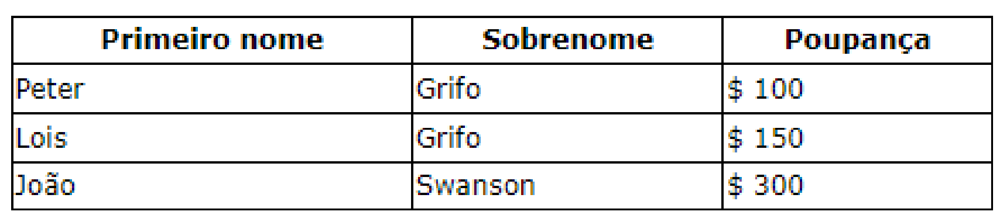 Primeiro nome Sobrenome Poupança
Peter Grifo $ 100
Lois Grifo $ 150
João Swanson $ 300